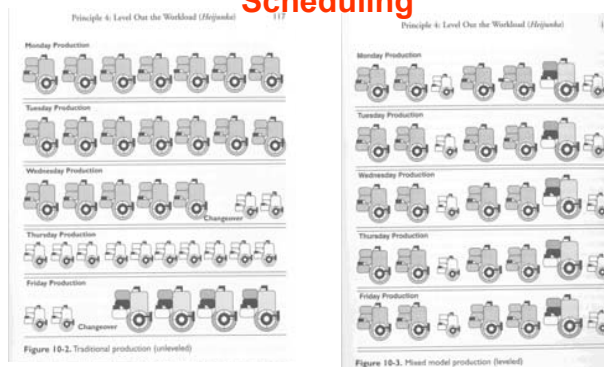 Scheduling
Principle 4: Level Out the Workload (Heijunka) 117
Monday Production
Tuesday Production
Wednesday Production
Changeover
Thursday Production
Friday Production
Changeover
Figure 10-2. Traditional production (unleveled)
Principle 4: Level Out the Workload (Heijunka)
Monday Production
Tuesday Production
Wednesday Production
Thursday Production
Friday Production
Figure 10-3. Mixed model production (leveled)